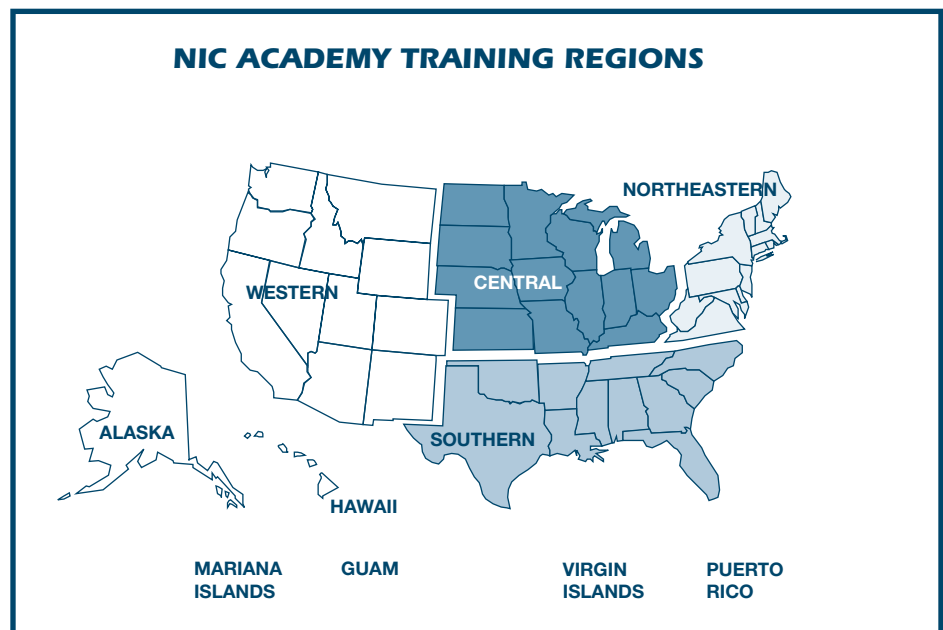 NIC ACADEMY TRAINING REGIONS
NORTHEASTERN
CENTRAL
WESTERN
ALASKA
SOUTHERN
HAWAII
MARIANA
ISLANDS
GUAM
VIRGIN
ISLANDS
PUERTO
RICO